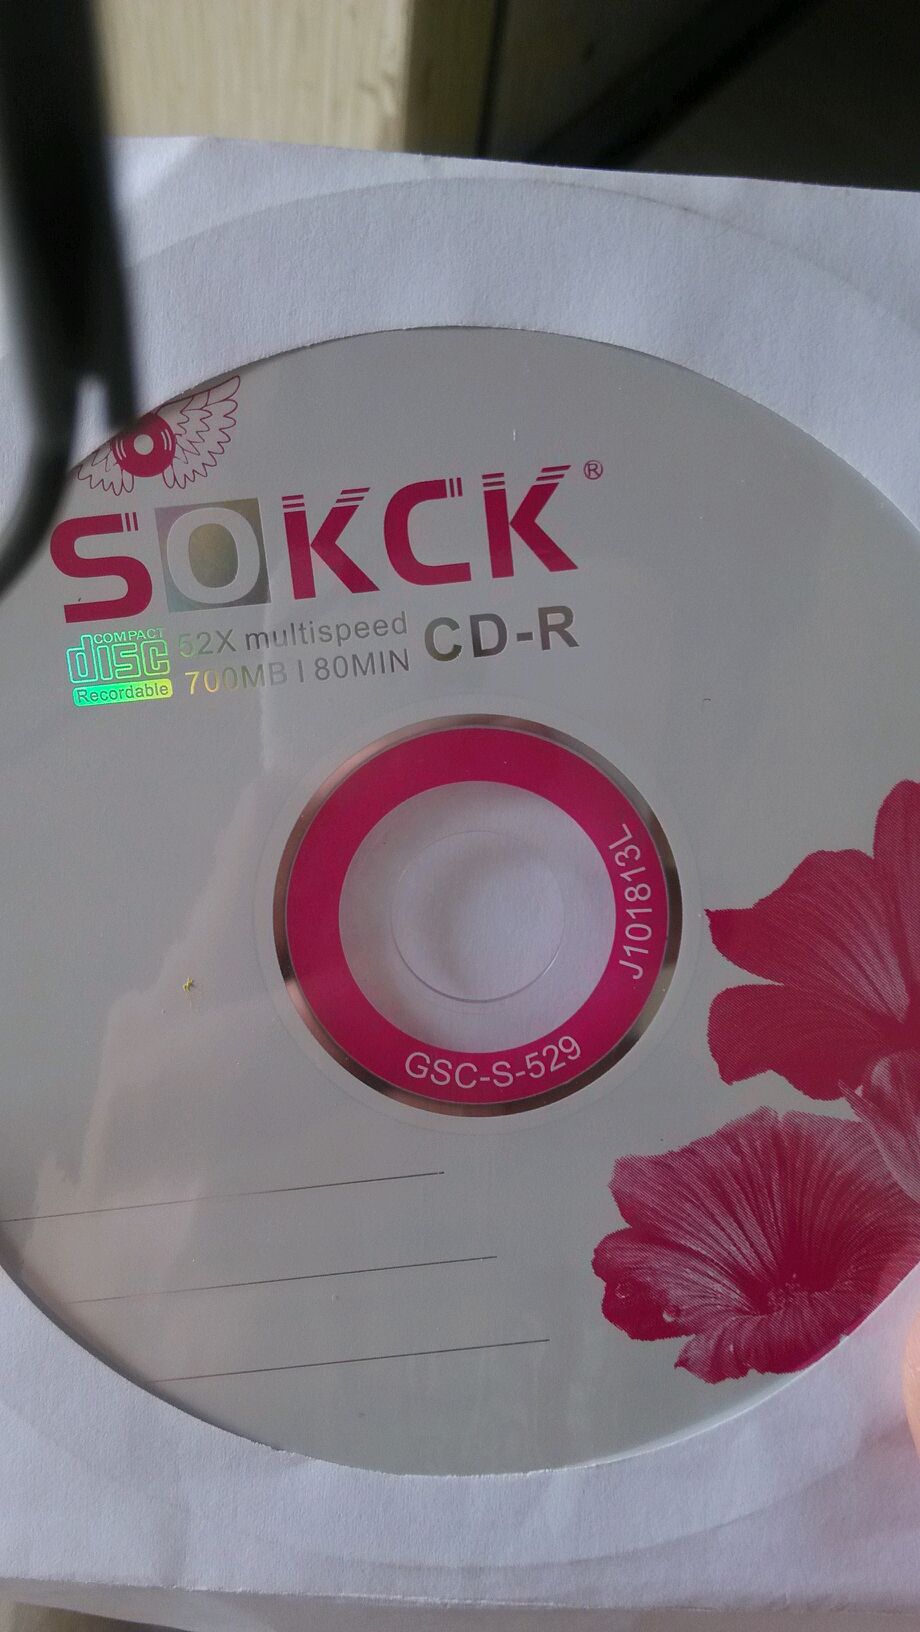 SOKCK®
COMPACT
disc
Recordable
52X multispeed
700MB | 80MIN
CD-R
J101813L
GSC-S-529